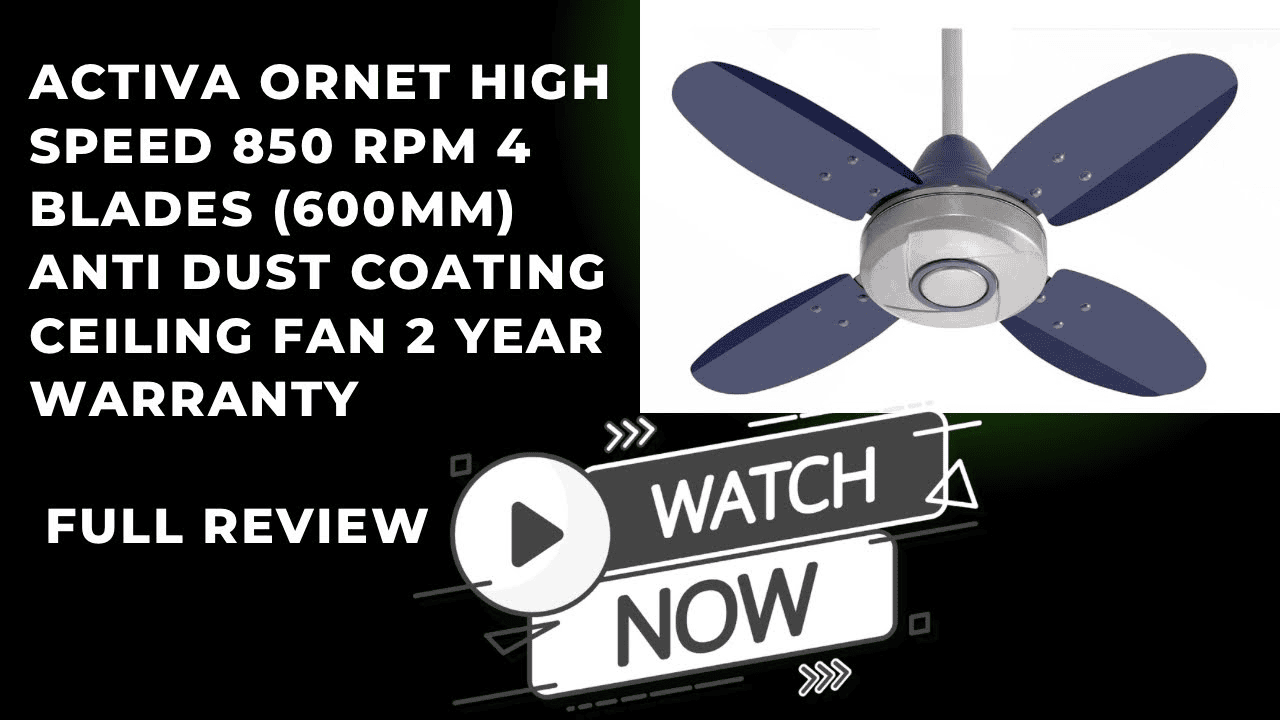 ACTIVA ORNET HIGH
SPEED 850 RPM 4
BLADES (600MM)
ANTI DUST COATING
CEILING FAN 2 YEAR
WARRANTY
FULL REVIEW
WATCH
NOW